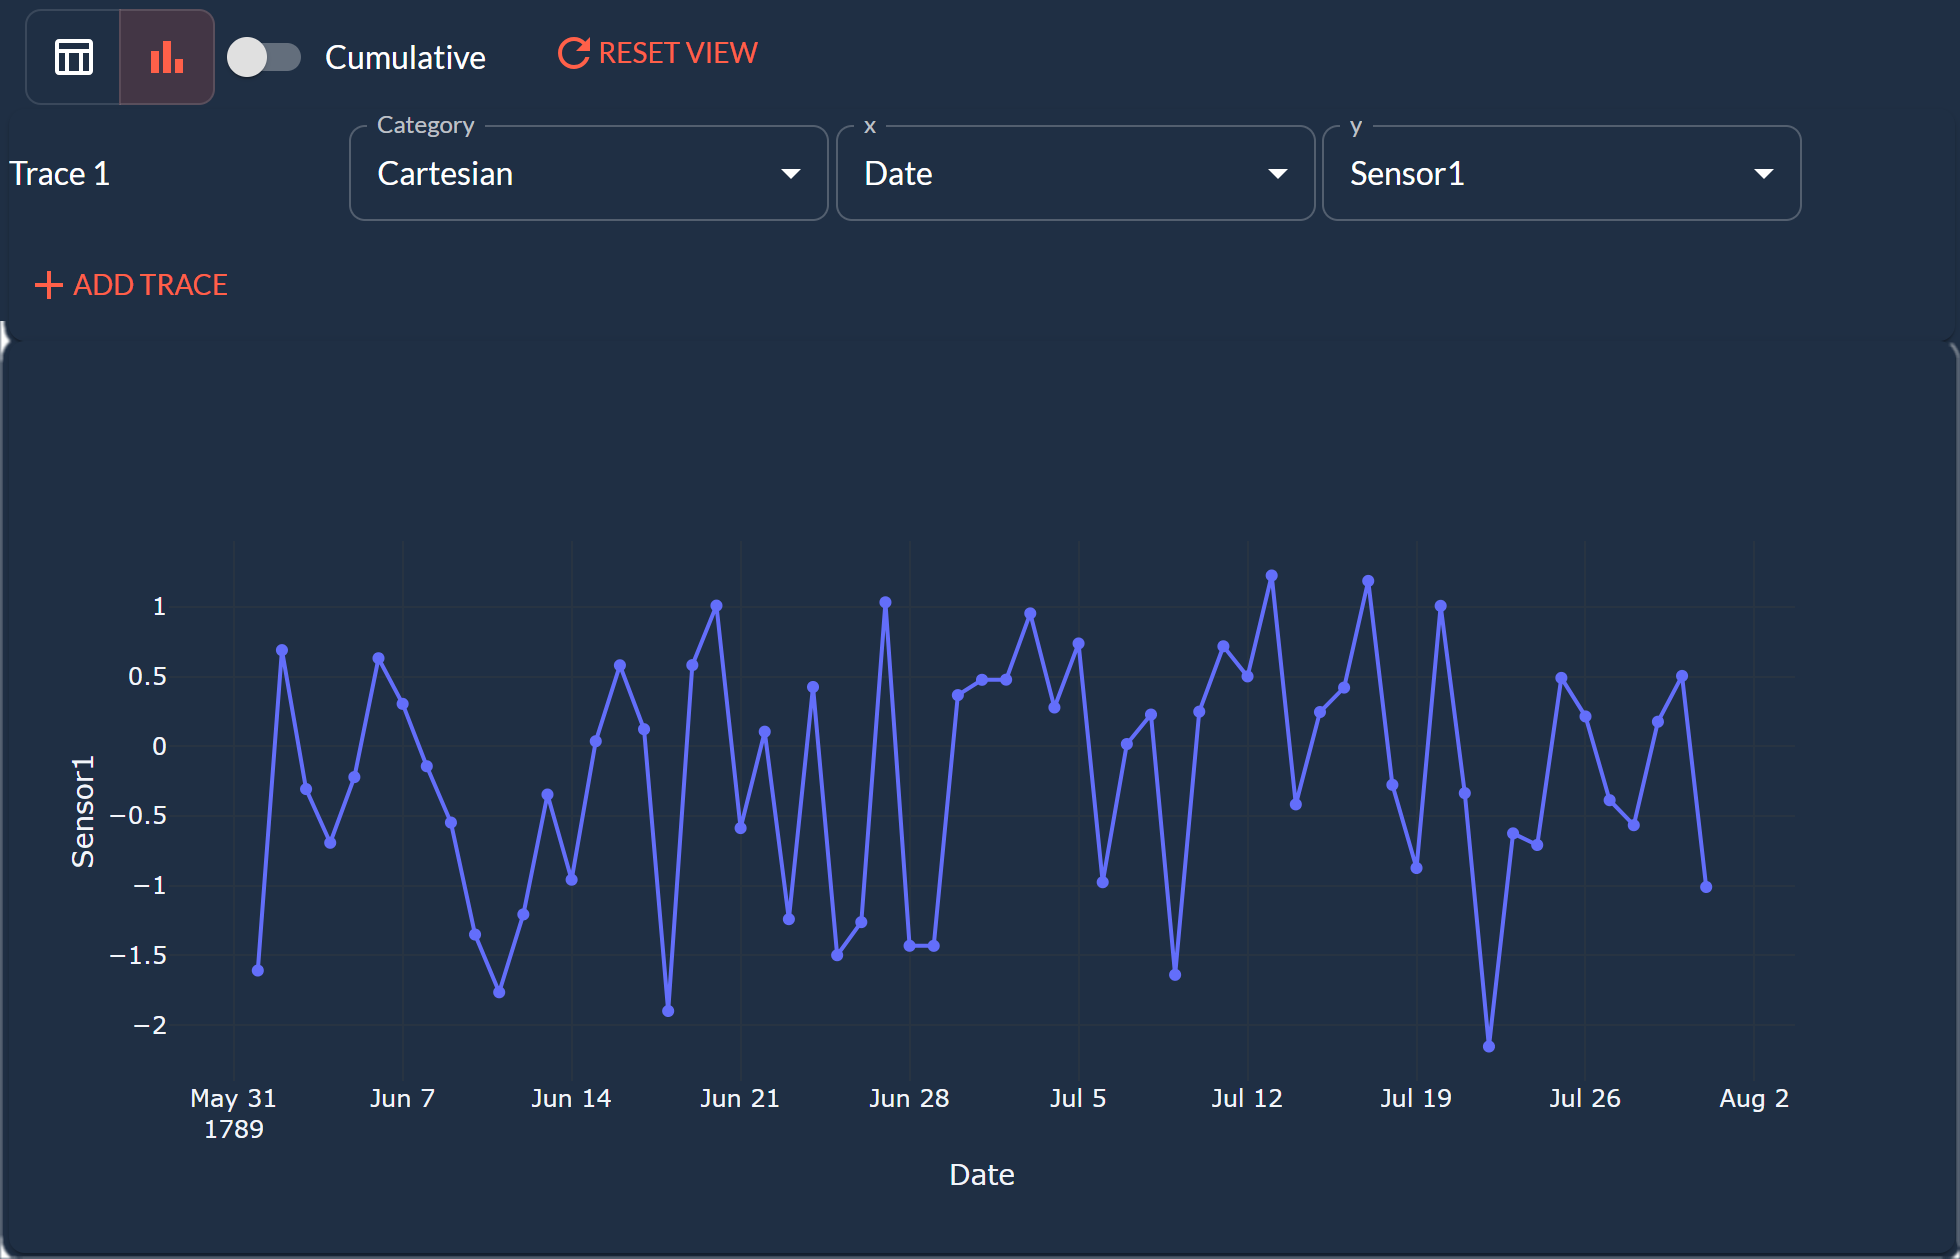 Cumulative
RESET VIEW
Category
x
y
Trace 1
Cartesian
Date
Sensor1
ADD TRACE
1
0.5
0
−0.5
−1
−1.5
−2
Sensor1
May 31
1789
Jun 7
Jun 14
Jun 21
Jun 28
Jul 5
Jul 12
Jul 19
Jul 26
Aug 2
Date